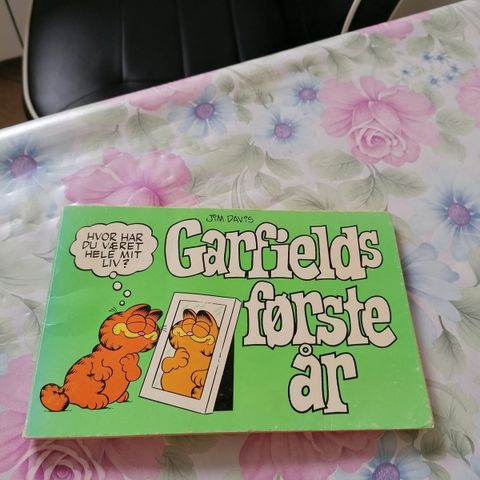 JIM DAVIS
HVOR HAR
DU VÆRET
HELE MIT
LIV?
Garfields
første
år